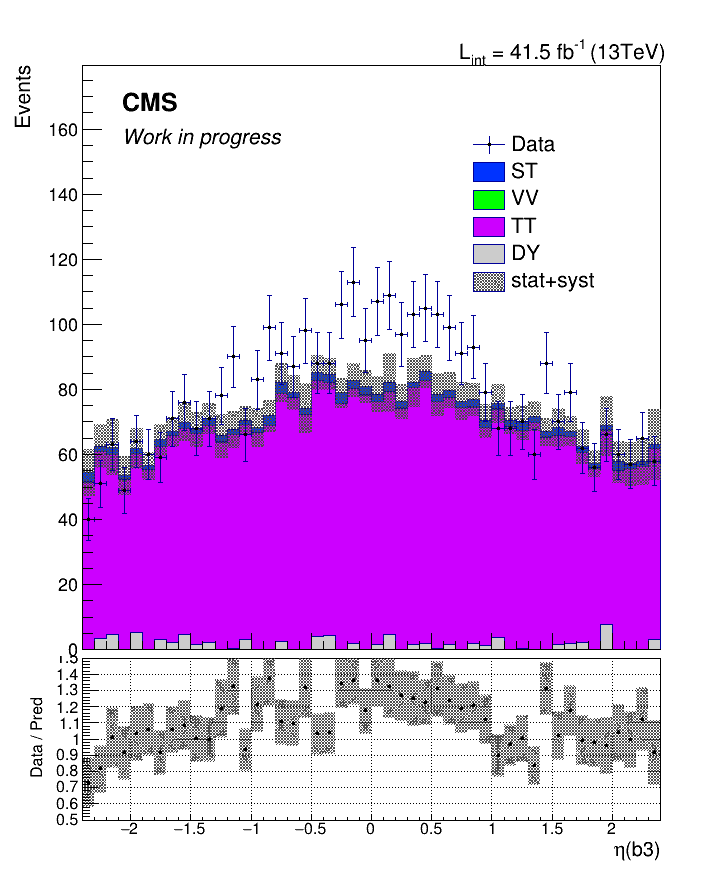 L_int = 41.5 fb^-1 (13TeV)
Events
CMS
Work in progress
Data
ST
VV
TT
DY
stat+syst
160
140
120
100
80
60
40
20
0
Data / Pred
1.5
1.4
1.3
1.2
1.1
1
0.9
0.8
0.7
0.6
0.5
−2 −1.5 −1 −0.5 0 0.5 1 1.5 2
η(b3)